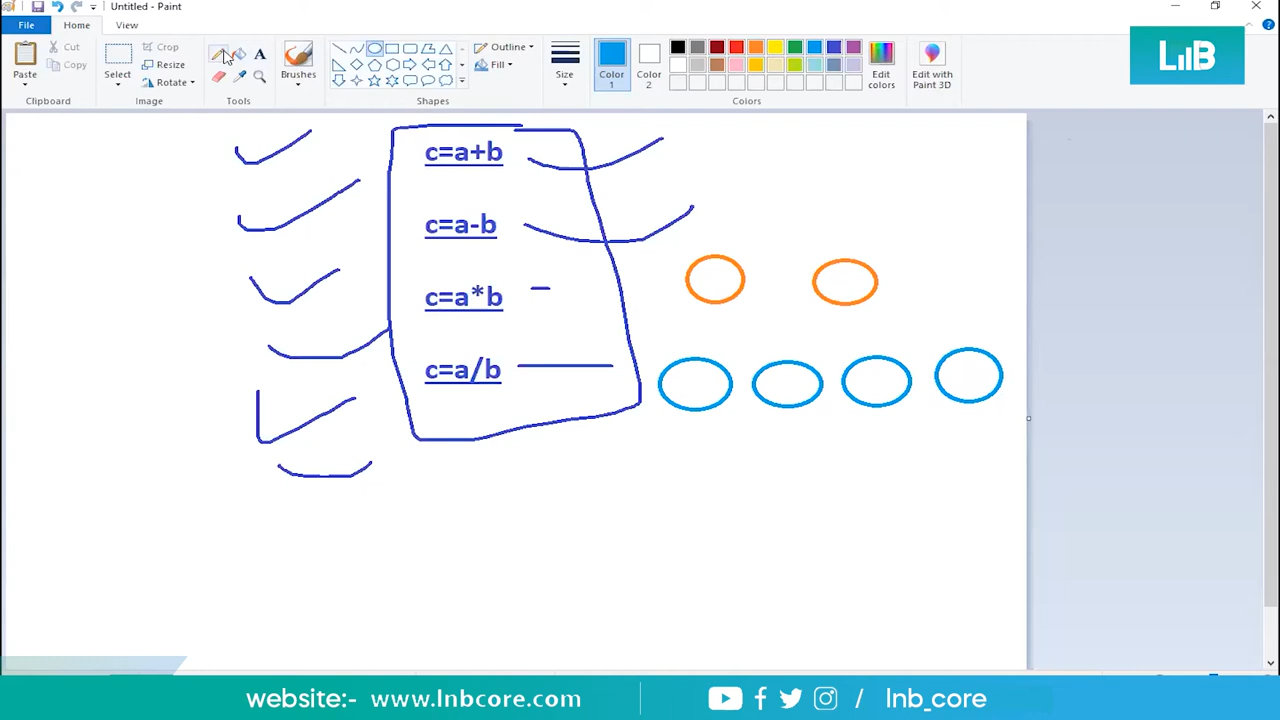 Untitled - Paint
File Home View
Paste
Cut
Copy
Clipboard
Select
Crop
Resize
Rotate
Image
Tools
Brushes
Shapes
Outline
Fill
Size
Color 1
Color 2
Colors
Edit colors
Edit with Paint 3D
LNB
c=a+b
c=a-b
c=a*b
c=a/b
website:- www.lnbcore.com / lnb_core